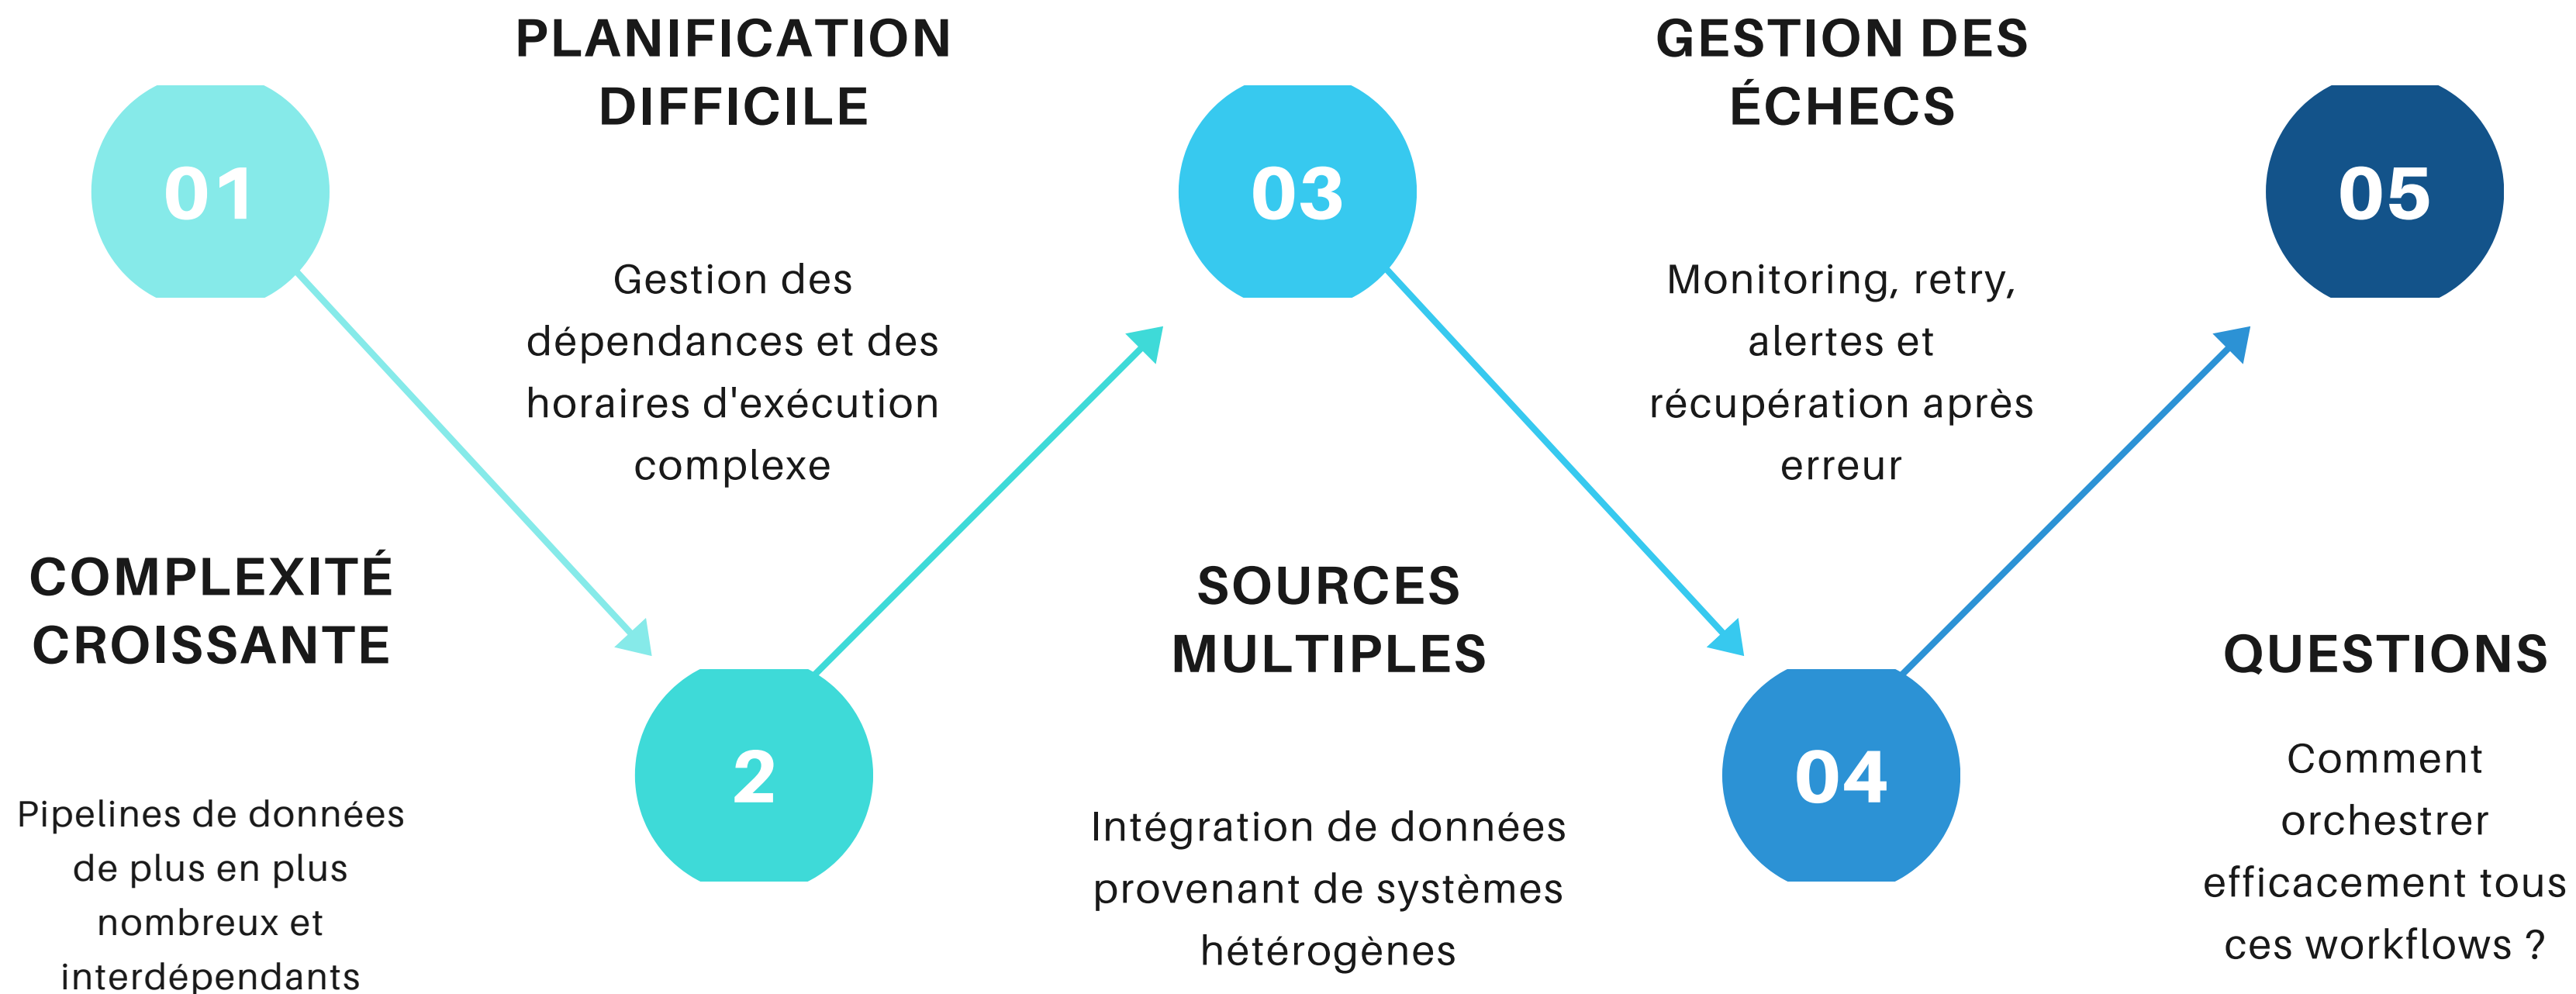 01
COMPLEXITÉ
CROISSANTE
Pipelines de données
de plus en plus
nombreux et
interdépendants
PLANIFICATION
DIFFICILE
Gestion des
dépendances et des
horaires d'exécution
complexe
2
03
SOURCES
MULTIPLES
Intégration de données
provenant de systèmes
hétérogènes
GESTION DES
ÉCHECS
Monitoring, retry,
alertes et
récupération après
erreur
04
05
QUESTIONS
Comment
orchestrer
efficacement tous
ces workflows ?